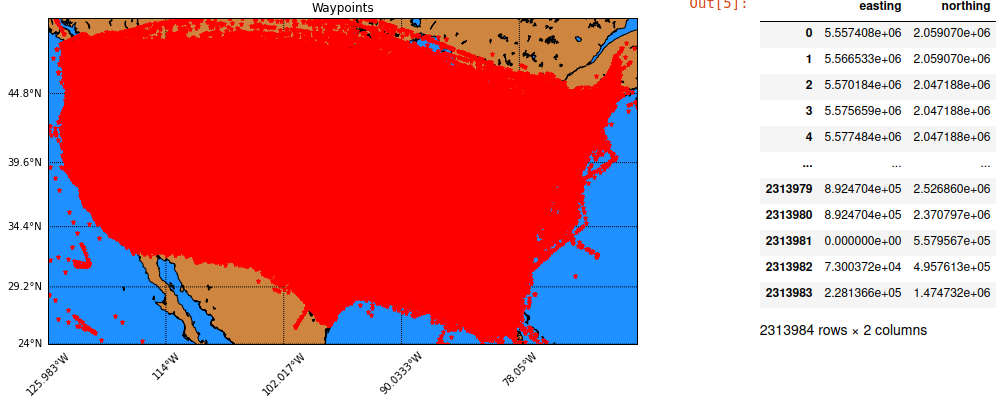 Waypoints
44.8°N
39.6°N
34.4°N
29.2°N
24°N
125.983°W
114°W
102.017°W
90.0333°W
78.05°W
Out[5]:
easting northing
0 5.557408e+06 2.059070e+06
1 5.566533e+06 2.059070e+06
2 5.570184e+06 2.047188e+06
3 5.575659e+06 2.047188e+06
4 5.577484e+06 2.047188e+06
... ... ...
2313979 8.924704e+05 2.526860e+06
2313980 8.924704e+05 2.370797e+06
2313981 0.000000e+00 5.579567e+05
2313982 7.300372e+04 4.957613e+05
2313983 2.281366e+05 1.474732e+06
2313984 rows × 2 columns